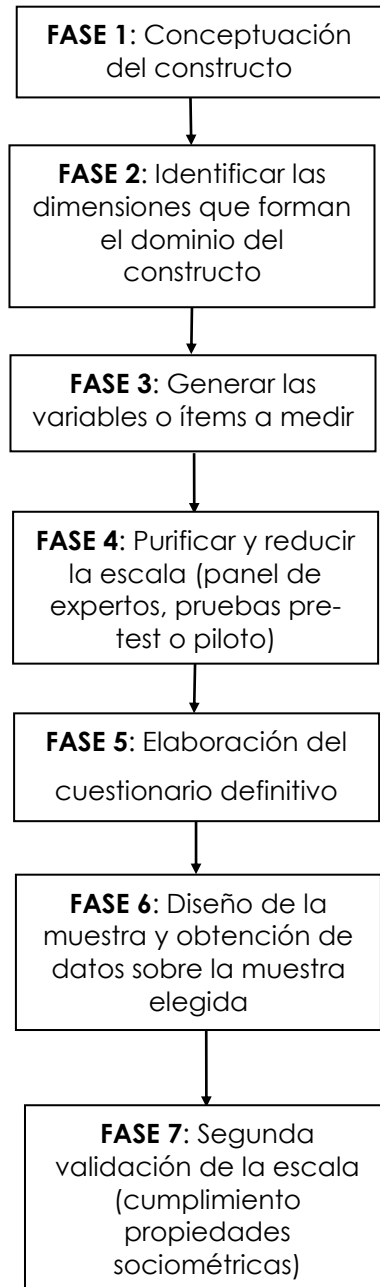 FASE 1: Conceptuación
del constructo
FASE 2: Identificar las
dimensiones que forman
el dominio del
constructo
FASE 3: Generar las
variables o ítems a medir
FASE 4: Purificar y reducir
la escala (panel de
expertos, pruebas pre-
test o piloto)
FASE 5: Elaboración del
cuestionario definitivo
FASE 6: Diseño de la
muestra y obtención de
datos sobre la muestra
elegida
FASE 7: Segunda
validación de la escala
(cumplimiento
propiedades
sociométricas)